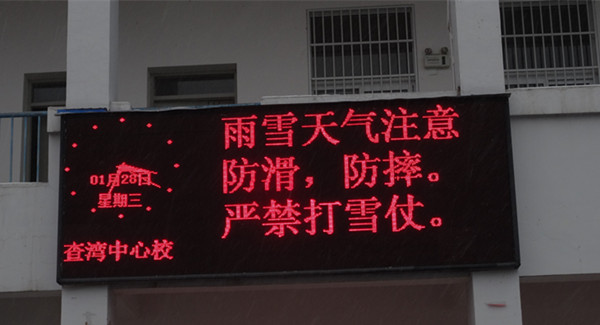 雨雪天气注意
防滑，防摔。
严禁打雪仗。
01月28日
星期三
查湾中心校